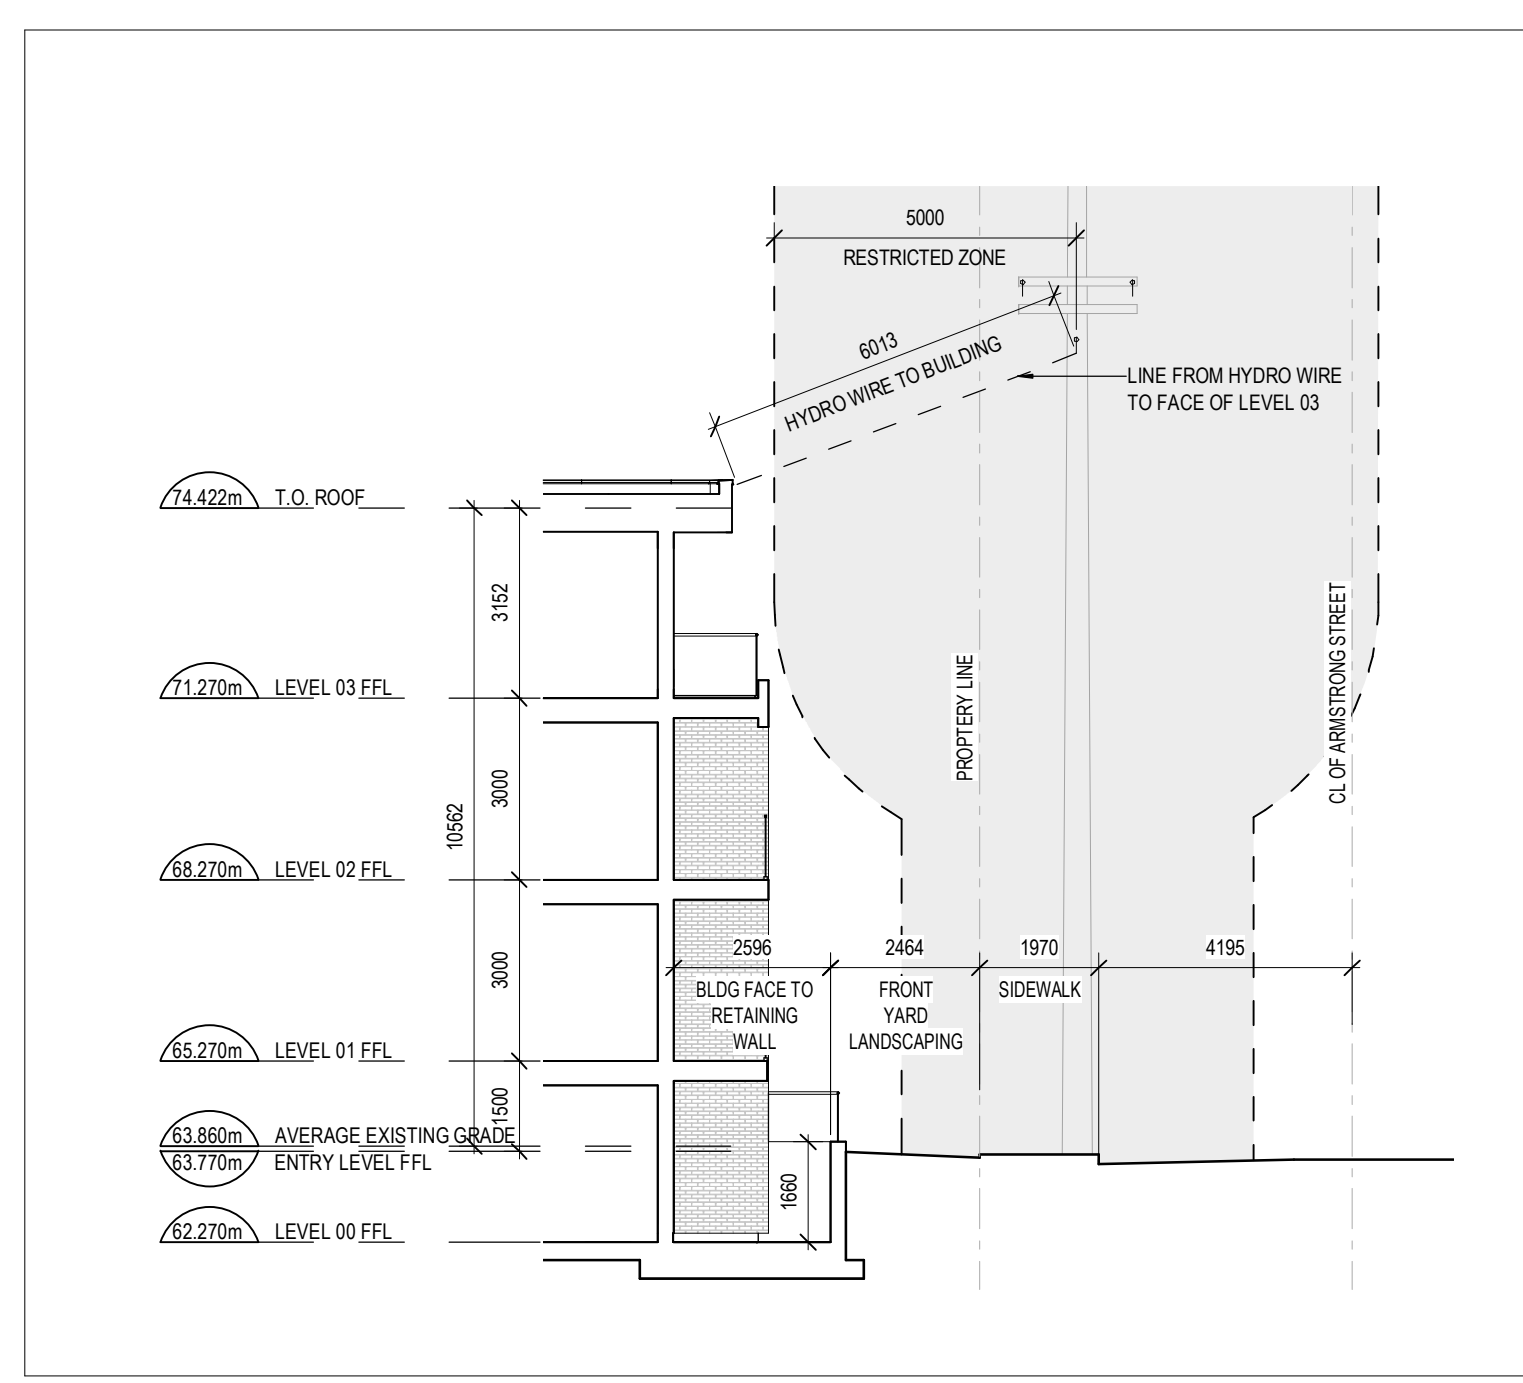 5000
RESTRICTED ZONE
6013
HYDRO WIRE TO BUILDING
LINE FROM HYDRO WIRE
TO FACE OF LEVEL 03
74.422m T.O. ROOF
3152
71.270m LEVEL 03 FFL
PROPTERY LINE
CL OF ARMSTRONG STREET
3000
10562
68.270m LEVEL 02 FFL
3000
2596
BLDG FACE TO
RETAINING
WALL
2464
FRONT
YARD
LANDSCAPING
1970
SIDEWALK
4195
65.270m LEVEL 01 FFL
1500
63.860m AVERAGE EXISTING GRADE
63.770m ENTRY LEVEL FFL
1660
62.270m LEVEL 00 FFL